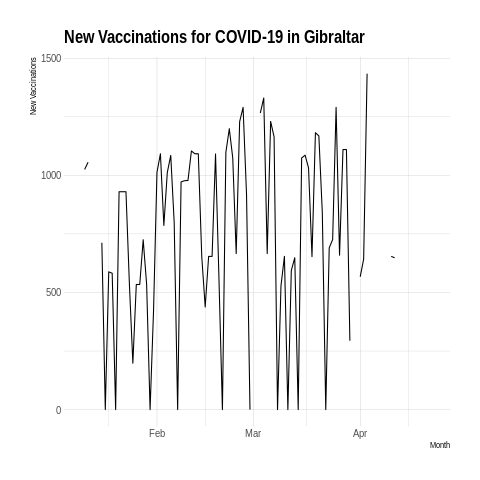 New Vaccinations for COVID-19 in Gibraltar
New Vaccinations
1500
1000
500
0
Feb Mar Apr
Month